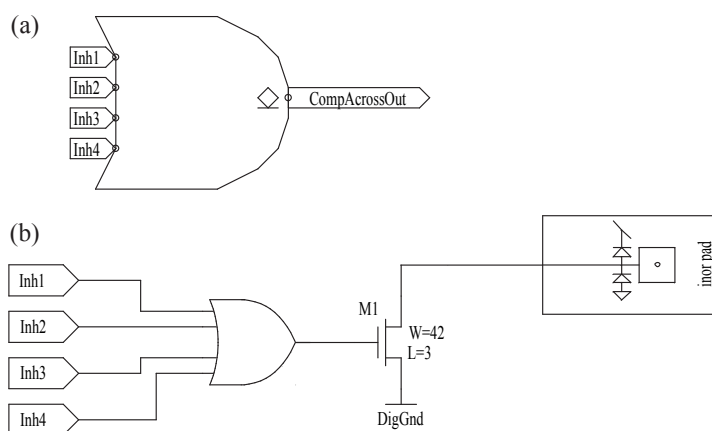 (a)
Inh1
Inh2
Inh3
Inh4
CompAcrossOut
(b)
Inh1
Inh2
Inh3
Inh4
M1
W=42
L=3
DigGnd
inor pad